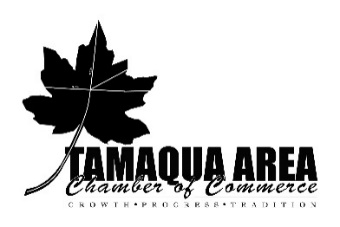 TAMAQUA AREA
Chamber of Commerce
GROWTH•PROGRESS•TRADITION